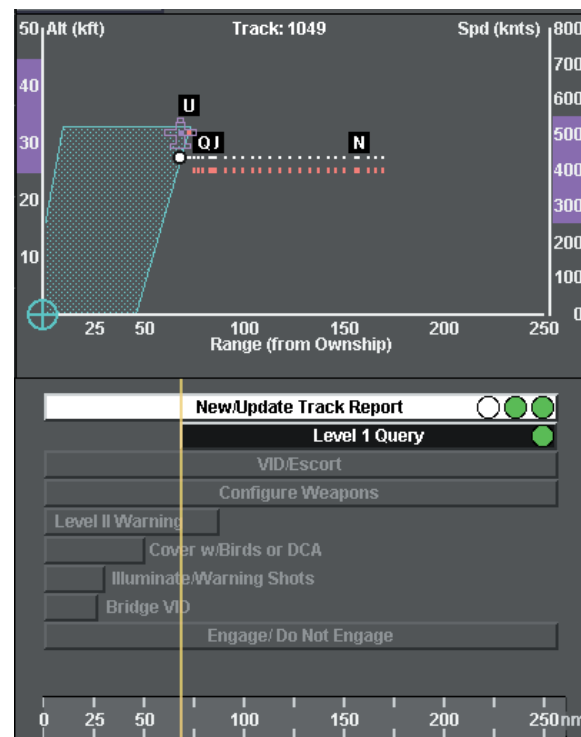 50 Alt (kft) Track: 1049 Spd (knts) 800
700
40 600
U
30 Q J N 500
400
20 300
10 200
100
0
25 50 100 150 200 250
Range (from Ownship)
New/Update Track Report
Level 1 Query
VID/Escort
Configure Weapons
Level II Warning
Cover w/Birds or DCA
Illuminate/Warning Shots
Bridge VID
Engage/ Do Not Engage
0 25 50 100 150 200 250 nm